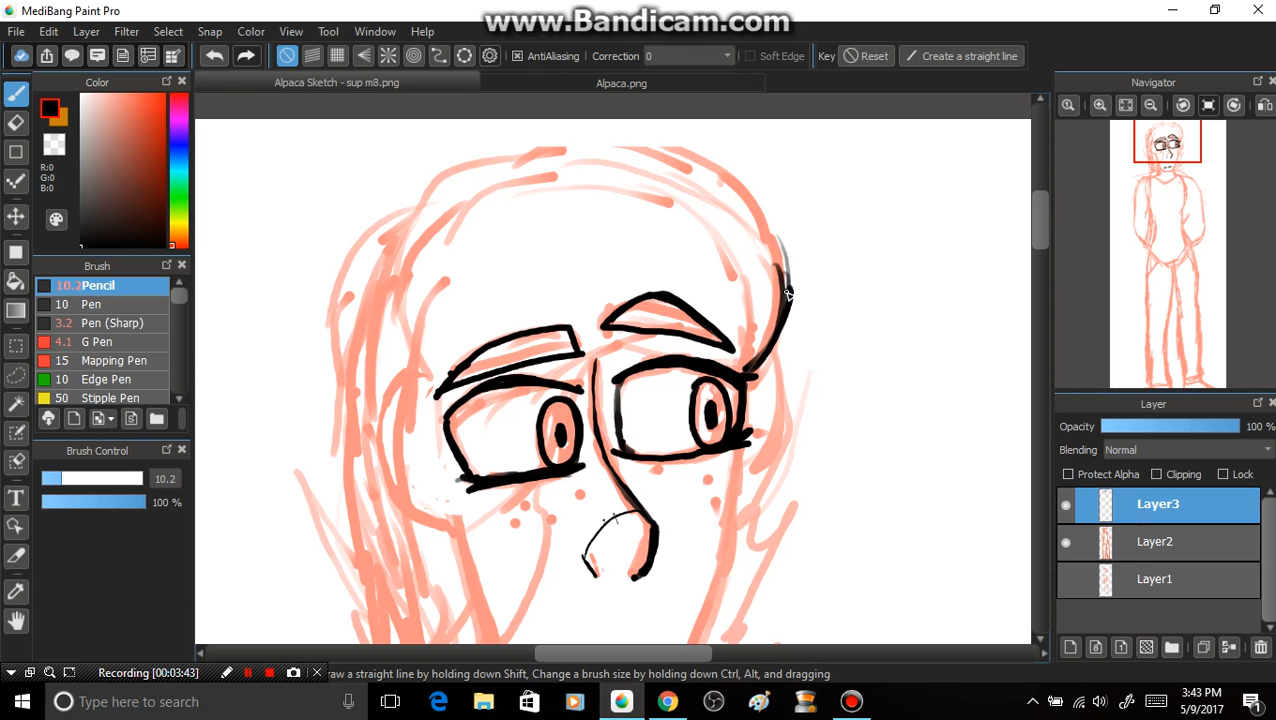 MediBang Paint Pro
www.Bandicam.com
File Edit View Layer Filter Select Snap Color Tool Window Help
AntiAliasing Correction 0 Soft Edge Key Reset Create a straight line
Color
Alpaca Sketch - sup m8.png
Alpaca.png
Navigator
R:0
G:0
B:0
Brush
10.2 Pencil
10 Pen
3.2 Pen (Sharp)
4.1 G Pen
15 Mapping Pen
10 Edge Pen
50 Stipple Pen
Brush Control
10.2
100 %
Layer
Opacity 100 %
Blending Normal
Protect Alpha Clipping Lock
Layer3
Layer2
Layer1
Recording [00:03:43]
raw a straight line by holding down Shift, Change a brush size by holding down Ctrl, Alt, and dragging
Type here to search
3:43 PM
5/9/2017
1